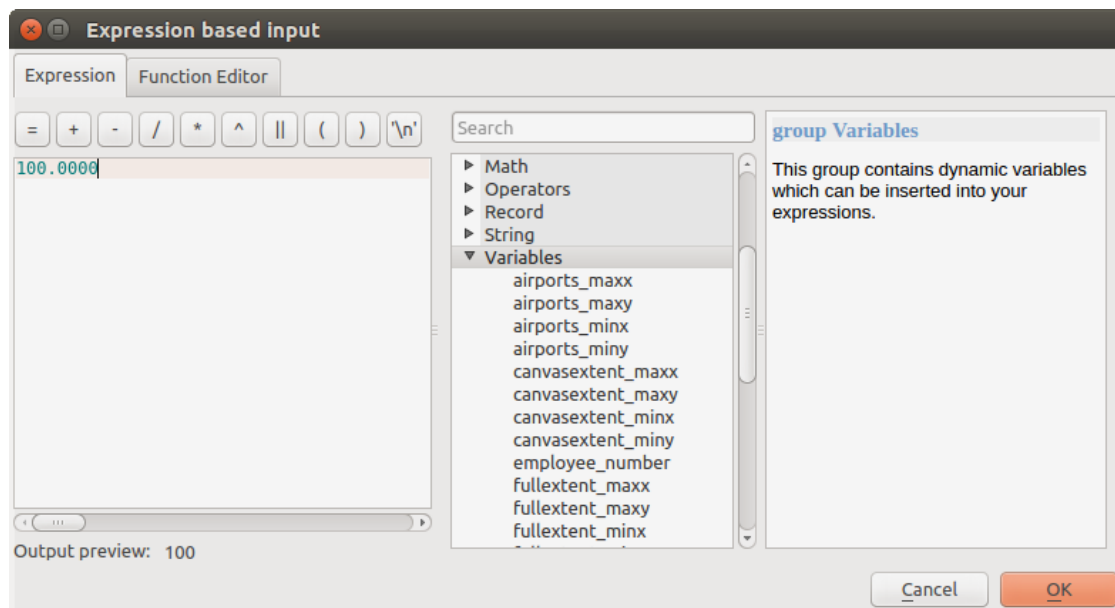 Expression based input
Expression
Function Editor
= + - / * ^ || ( ) '\n'
100.0000
Output preview: 100
Search
Math
Operators
Record
String
Variables
airports_maxx
airports_maxy
airports_minx
airports_miny
canvasextent_maxx
canvasextent_maxy
canvasextent_minx
canvasextent_miny
employee_number
fullextent_maxx
fullextent_maxy
fullextent_minx
group Variables
This group contains dynamic variables
which can be inserted into your
expressions.
Cancel
OK